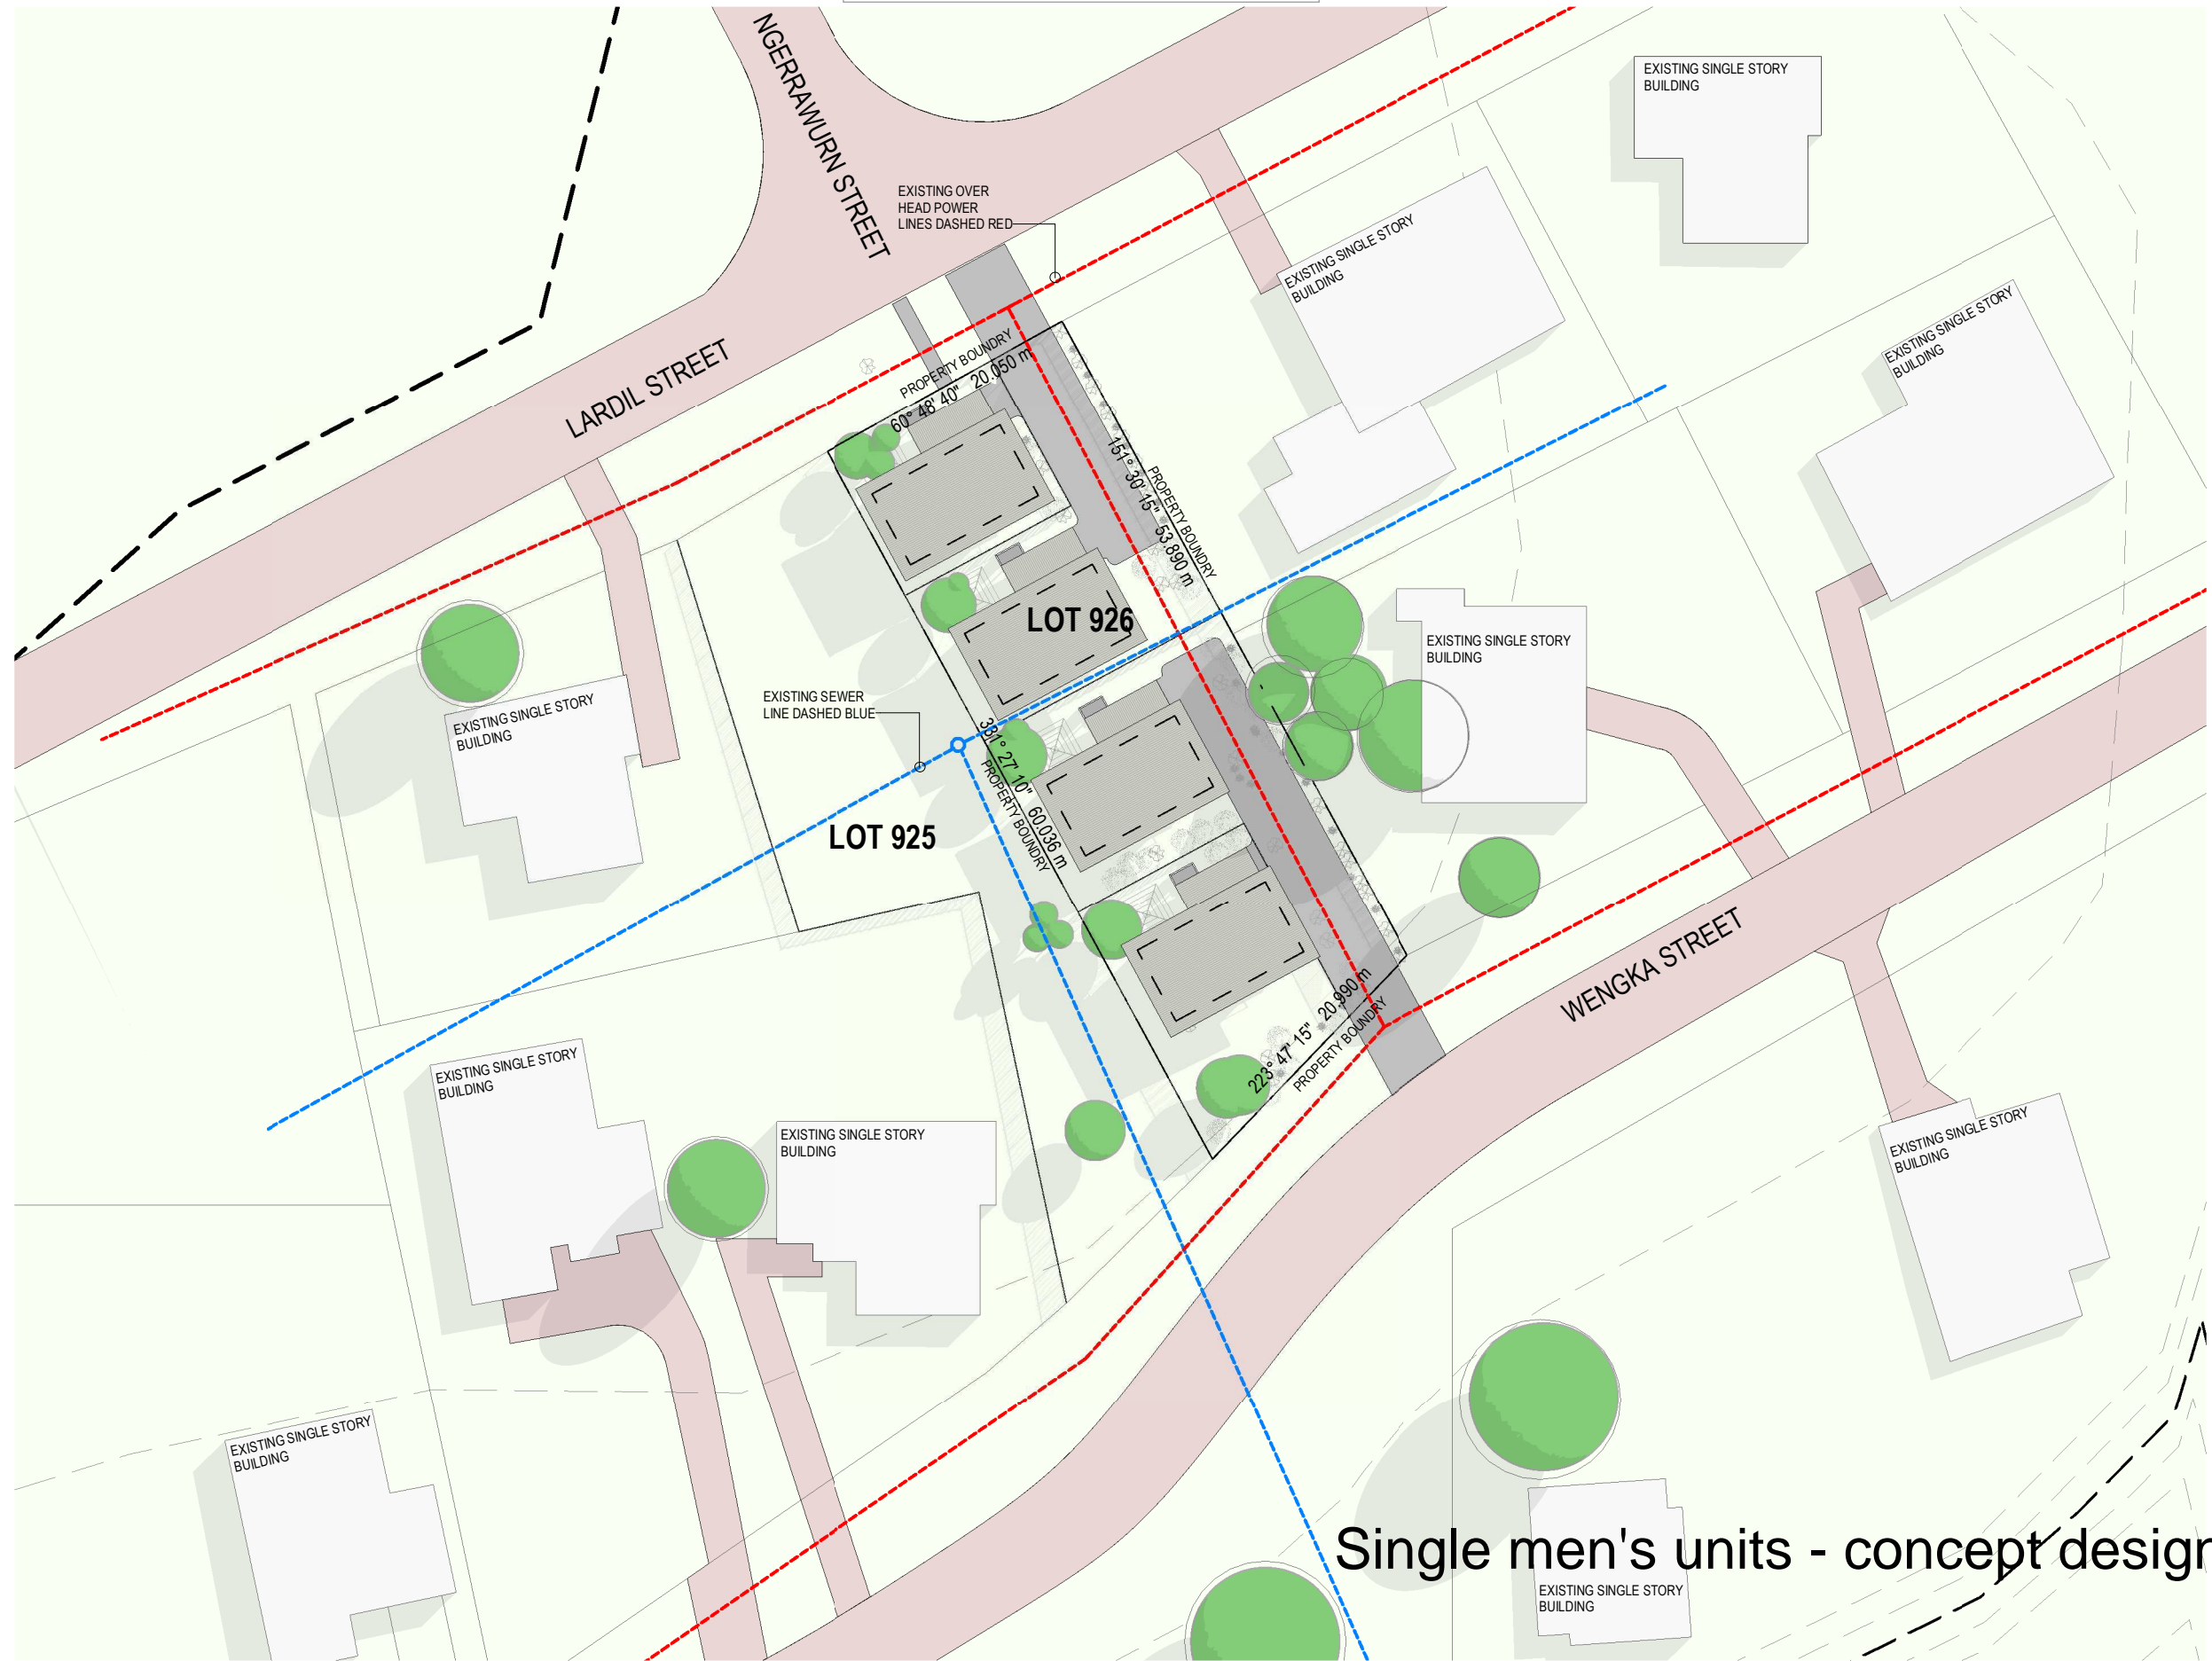 NGERRAWURN STREET
EXISTING SINGLE STORY
BUILDING
EXISTING OVER
HEAD POWER
LINES DASHED RED
EXISTING SINGLE STORY
BUILDING
EXISTING SINGLE STORY
BUILDING
LARDIL STREET
PROPERTY BOUNDRY
60° 48' 40" 20.050 m
PROPERTY BOUNDRY
151° 30' 15" 53.890 m
LOT 926
EXISTING SINGLE STORY
BUILDING
EXISTING SEWER
LINE DASHED BLUE
EXISTING SINGLE STORY
BUILDING
331° 27' 10" 60.036 m
PROPERTY BOUNDRY
LOT 925
WENGKA STREET
223° 47' 15" 20.990 m
PROPERTY BOUNDRY
EXISTING SINGLE STORY
BUILDING
EXISTING SINGLE STORY
BUILDING
EXISTING SINGLE STORY
BUILDING
EXISTING SINGLE STORY
BUILDING
Single men's units - concept design
EXISTING SINGLE STORY
BUILDING